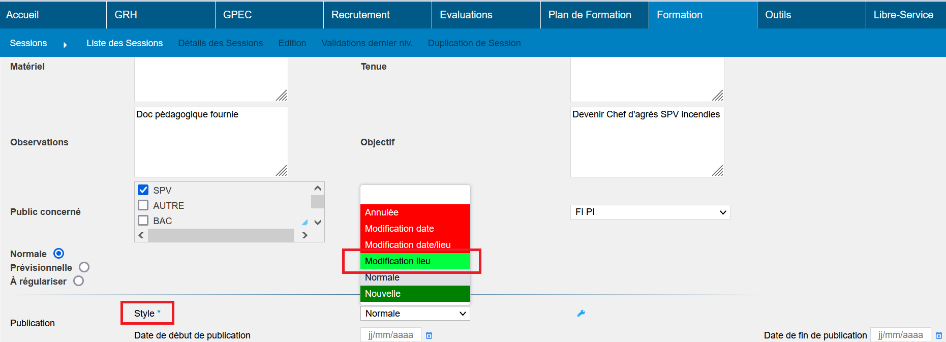 Accueil
GRH
GPEC
Recrutement
Evaluations
Plan de Formation
Formation
Outils
Libre-Service
Sessions
Liste des Sessions
Détails des Sessions
Edition
Validations dernier niv.
Duplication de Session
Matériel
Tenue
Observations
Doc pédagogique fournie
Objectif
Devenir Chef d'agrès SPV incendies
Public concerné
SPV
AUTRE
BAC
FI PI
Annulée
Modification date
Modification date/lieu
Modification lieu
Normale
Nouvelle
Normale
Prévisionnelle
À régulariser
Publication
Style *
Normale
Date de début de publication
jj/mm/aaaa
Date de fin de publication
jj/mm/aaaa